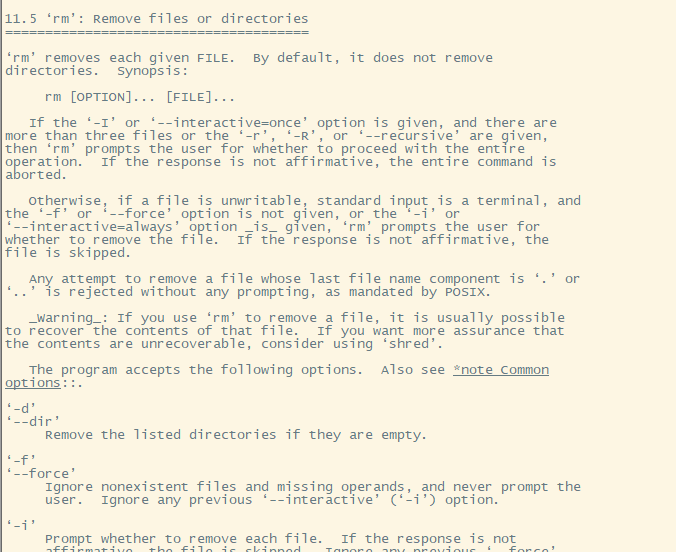 11.5 ‘rm’: Remove files or directories
======================================
‘rm’ removes each given FILE.  By default, it does not remove
directories.  Synopsis:
rm [OPTION]... [FILE]...
If the ‘-I’ or ‘--interactive=once’ option is given, and there are
more than three files or the ‘-r’, ‘-R’, or ‘--recursive’ are given,
then ‘rm’ prompts the user for whether to proceed with the entire
operation.  If the response is not affirmative, the entire command is
aborted.
Otherwise, if a file is unwritable, standard input is a terminal, and
the ‘-f’ or ‘--force’ option is not given, or the ‘-i’ or
‘--interactive=always’ option _is_ given, ‘rm’ prompts the user for
whether to remove the file.  If the response is not affirmative, the
file is skipped.
Any attempt to remove a file whose last file name component is ‘.’ or
‘..’ is rejected without any prompting, as mandated by POSIX.
_Warning_: If you use ‘rm’ to remove a file, it is usually possible
to recover the contents of that file.  If you want more assurance that
the contents are unrecoverable, consider using ‘shred’.
The program accepts the following options.  Also see *note Common
options::.
‘-d’
‘--dir’
Remove the listed directories if they are empty.
‘-f’
‘--force’
Ignore nonexistent files and missing operands, and never prompt the
user.  Ignore any previous ‘--interactive’ (‘-i’) option.
‘-i’
Prompt whether to remove each file.  If the response is not
affirmative, the file is skipped.  Ignore any previous ‘--force’